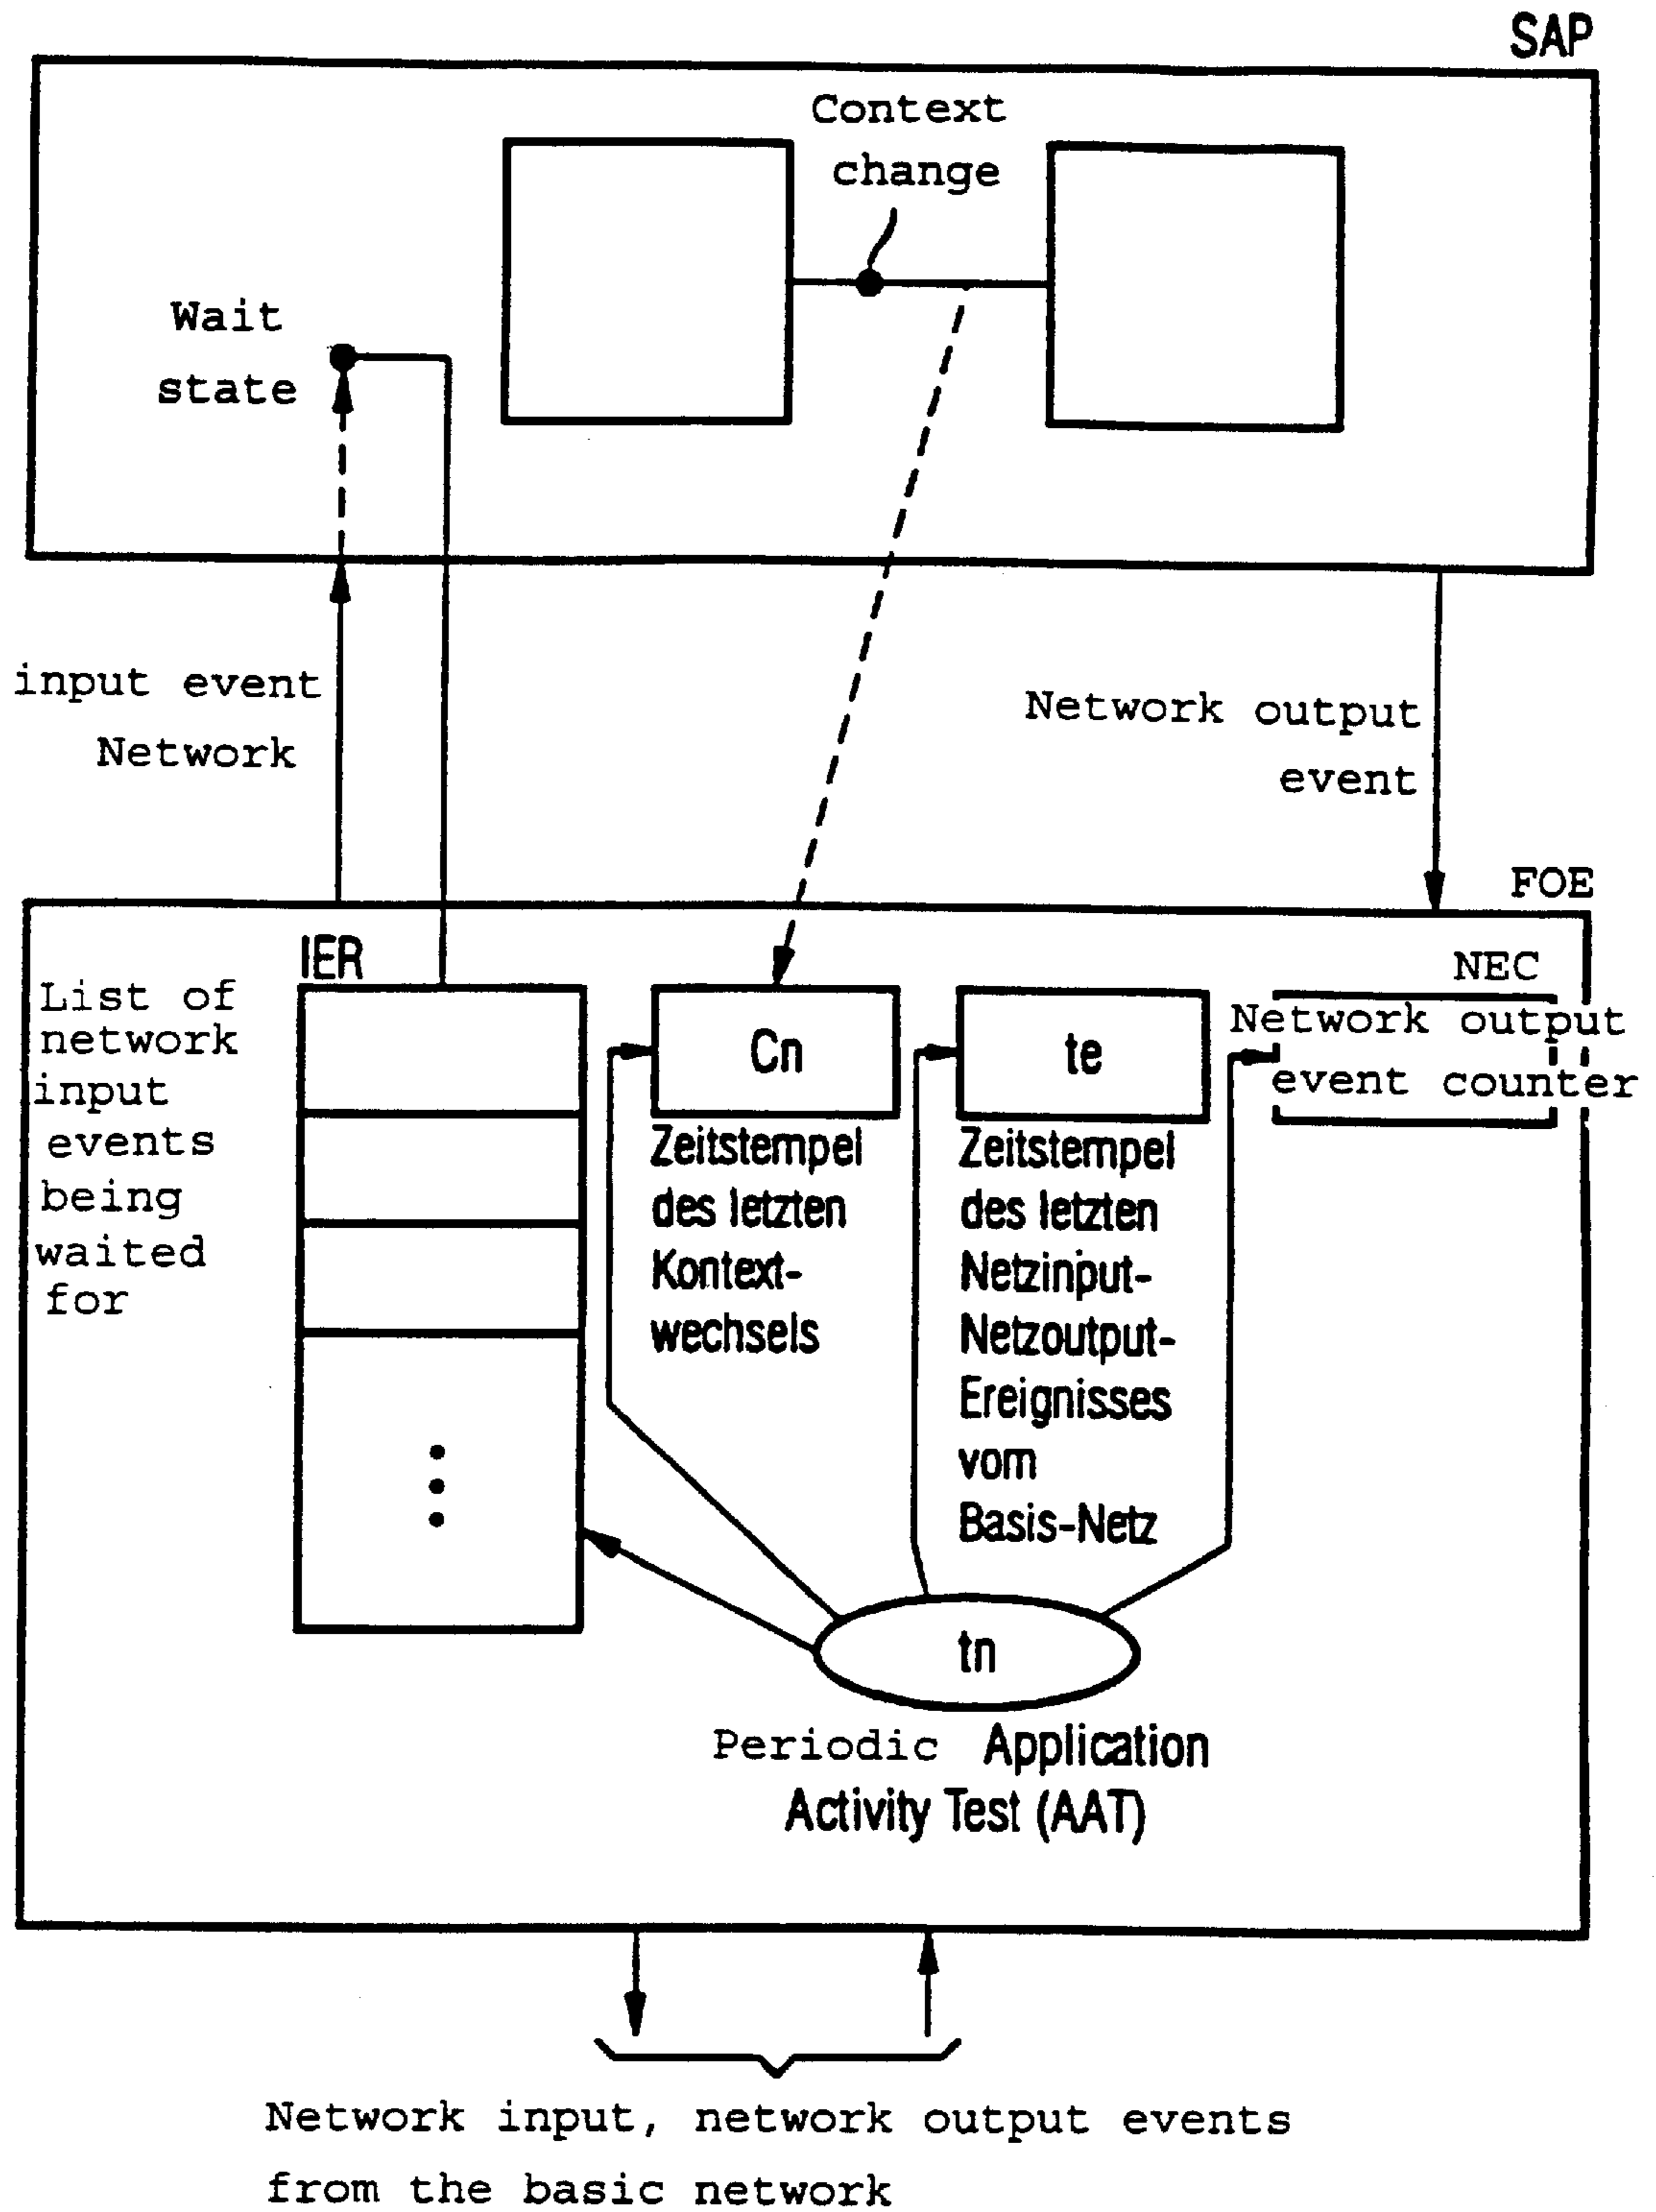 SAP
Context
change
Wait
state
input event
Network
Network output
event
FOE
IER
List of
network
input
events
being
waited
for
Cn
Zeitstempel
des letzten
Kontext-
wechsels
te
Zeitstempel
des letzten
Netzinput-
Netzoutput-
Ereignisses
vom
Basis-Netz
NEC
Network output
event counter
tn
Periodic Application
Activity Test (AAT)
Network input, network output events
from the basic network